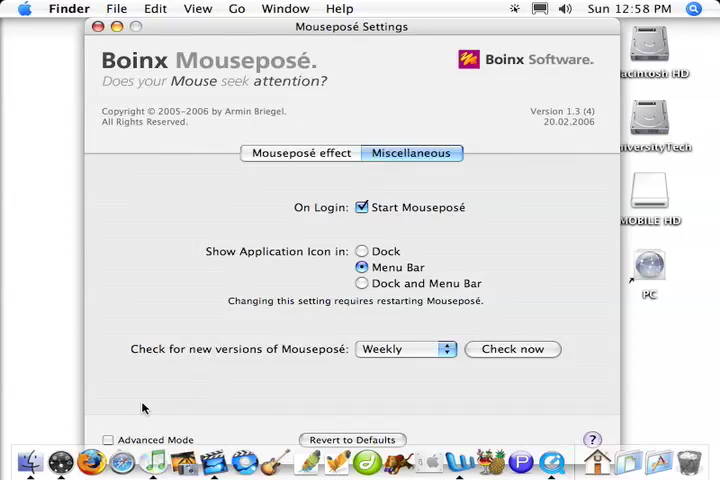 Finder File Edit View Go Window Help Sun 12:58 PM
Mouseposé Settings
Boinx Mouseposé.
Does your Mouse seek attention?
Boinx Software.
Copyright © 2005-2006 by Armin Briegel.
All Rights Reserved.
Version 1.3 (4)
20.02.2006
Mouseposé effect Miscellaneous
On Login: Start Mouseposé
Show Application Icon in: Dock
Menu Bar
Dock and Menu Bar
Changing this setting requires restarting Mouseposé.
Check for new versions of Mouseposé: Weekly Check now
Advanced Mode Revert to Defaults ?
acintosh HD
niversityTech
MOBILE HD
PC